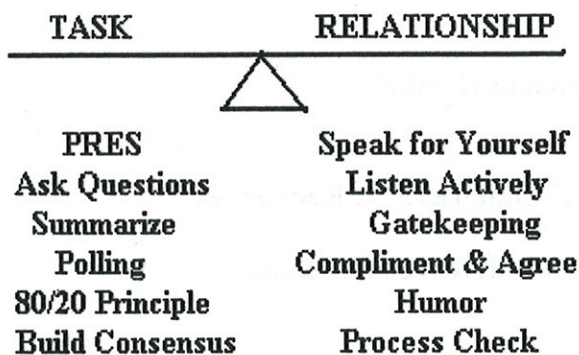 TASK RELATIONSHIP
PRES Speak for Yourself
Ask Questions Listen Actively
Summarize Gatekeeping
Polling Compliment & Agree
80/20 Principle Humor
Build Consensus Process Check